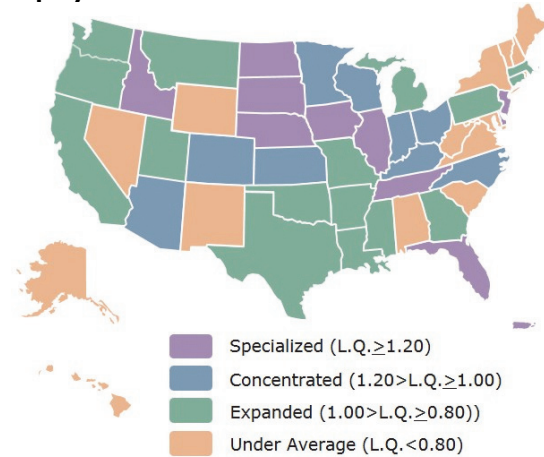 Specialized (L.Q.≥1.20)
Concentrated (1.20>L.Q.≥1.00)
Expanded (1.00>L.Q.≥0.80))
Under Average (L.Q.<0.80)